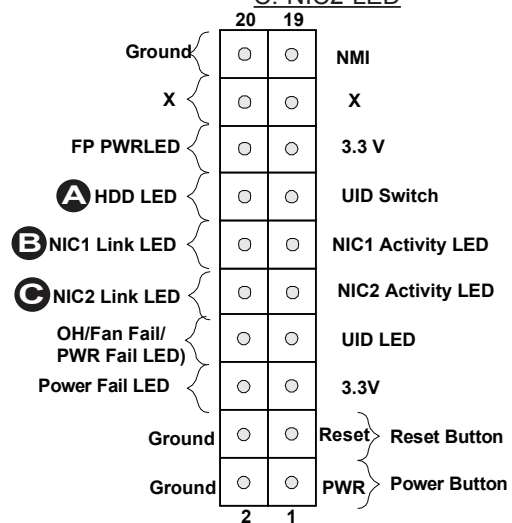 C. NIC2 LED
20 19
Ground NMI
X X
FP PWRLED 3.3 V
A HDD LED UID Switch
B NIC1 Link LED NIC1 Activity LED
C NIC2 Link LED NIC2 Activity LED
OH/Fan Fail/
PWR Fail LED) UID LED
Power Fail LED 3.3V
Ground Reset Reset Button
Ground PWR Power Button
2 1